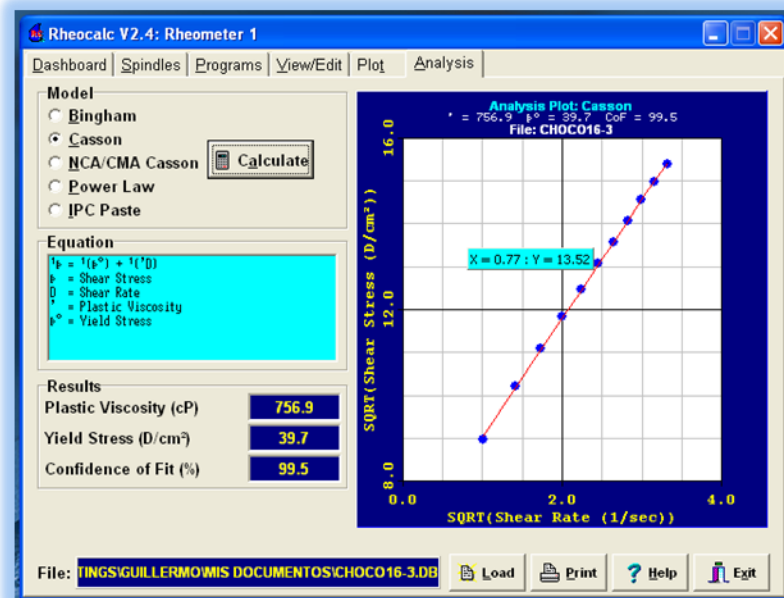 Rheocalc V2.4: Rheometer 1
Dashboard Spindles Programs View/Edit Plot Analysis
Model
Bingham
Casson
NCA/CMA Casson
Power Law
IPC Paste
Calculate
Equation
¹þ = ¹(þ°) + ¹('D)
þ = Shear Stress
D = Shear Rate
' = Plastic Viscosity
þ° = Yield Stress
Results
Plastic Viscosity (cP) 756.9
Yield Stress (D/cm²) 39.7
Confidence of Fit (%) 99.5
Analysis Plot: Casson
' = 756.9 þ° = 39.7 CoF = 99.5
File: CHOCO16-3
SQRT(Shear Stress (D/cm²))
16.0
12.0
8.0
X = 0.77 : Y = 13.52
0.0 2.0 4.0
SQRT(Shear Rate (1/sec))
File: TINGS\GUILLERMO\MIS DOCUMENTOS\CHOCO16-3.DB Load Print Help Exit